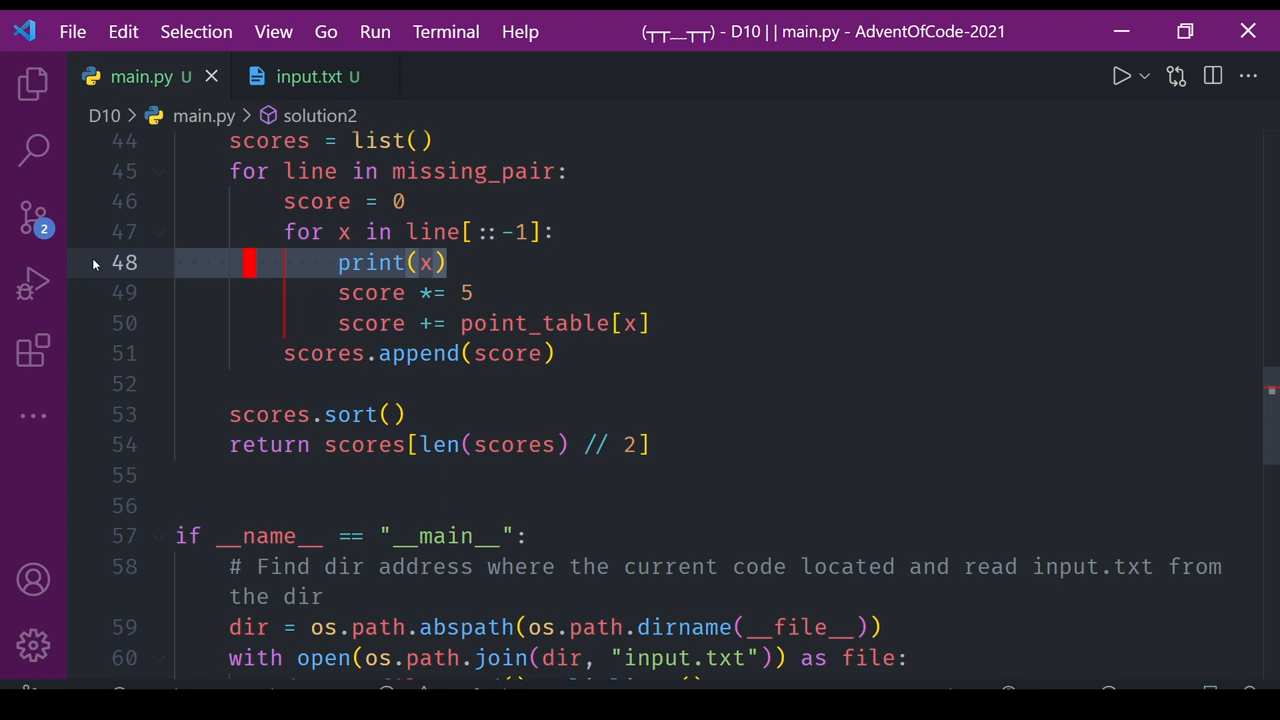 File Edit Selection View Go Run Terminal Help (┬┬﹏┬┬) - D10 || main.py - AdventOfCode-2021
main.py U input.txt U
D10 > main.py > solution2
44 scores = list()
45 for line in missing_pair:
46 score = 0
47 for x in line[::-1]:
48 print(x)
49 score *= 5
50 score += point_table[x]
51 scores.append(score)
52
53 scores.sort()
54 return scores[len(scores) // 2]
55
56
57 if __name__ == "__main__":
58 # Find dir address where the current code located and read input.txt from
the dir
59 dir = os.path.abspath(os.path.dirname(__file__))
60 with open(os.path.join(dir, "input.txt")) as file:
2